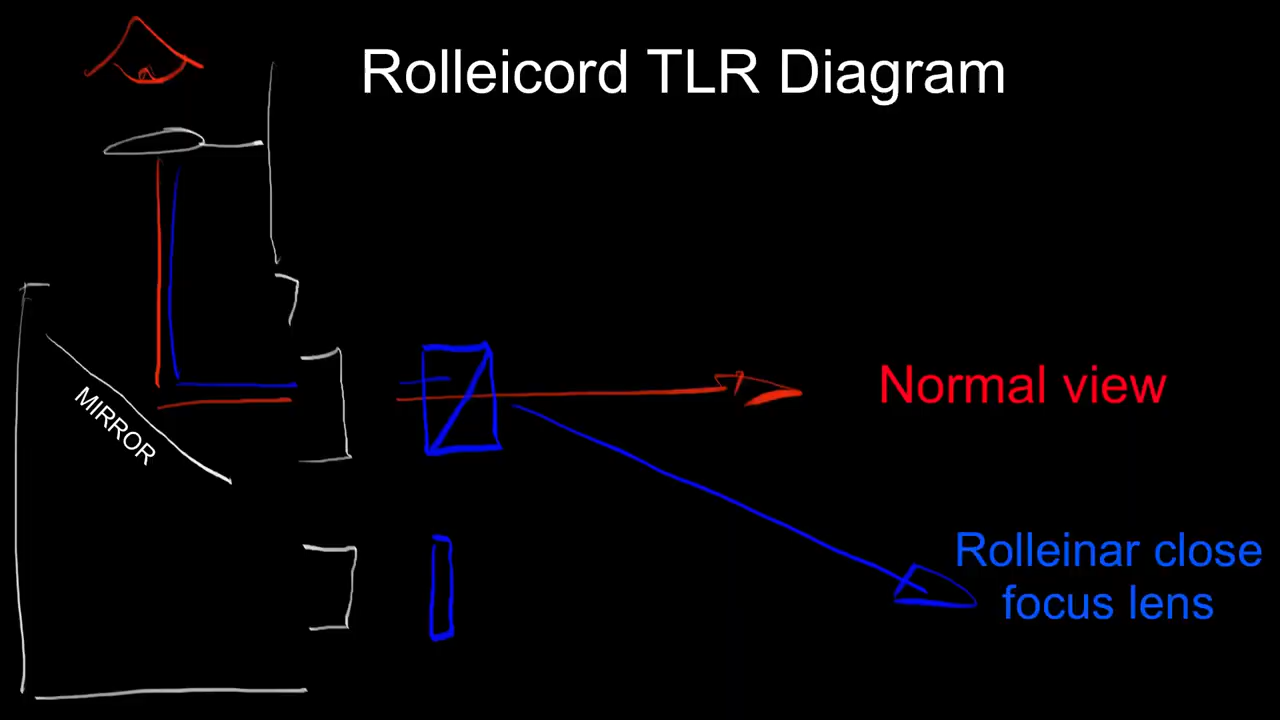 Rolleicord TLR Diagram
MIRROR
Normal view
Rolleinar close
focus lens